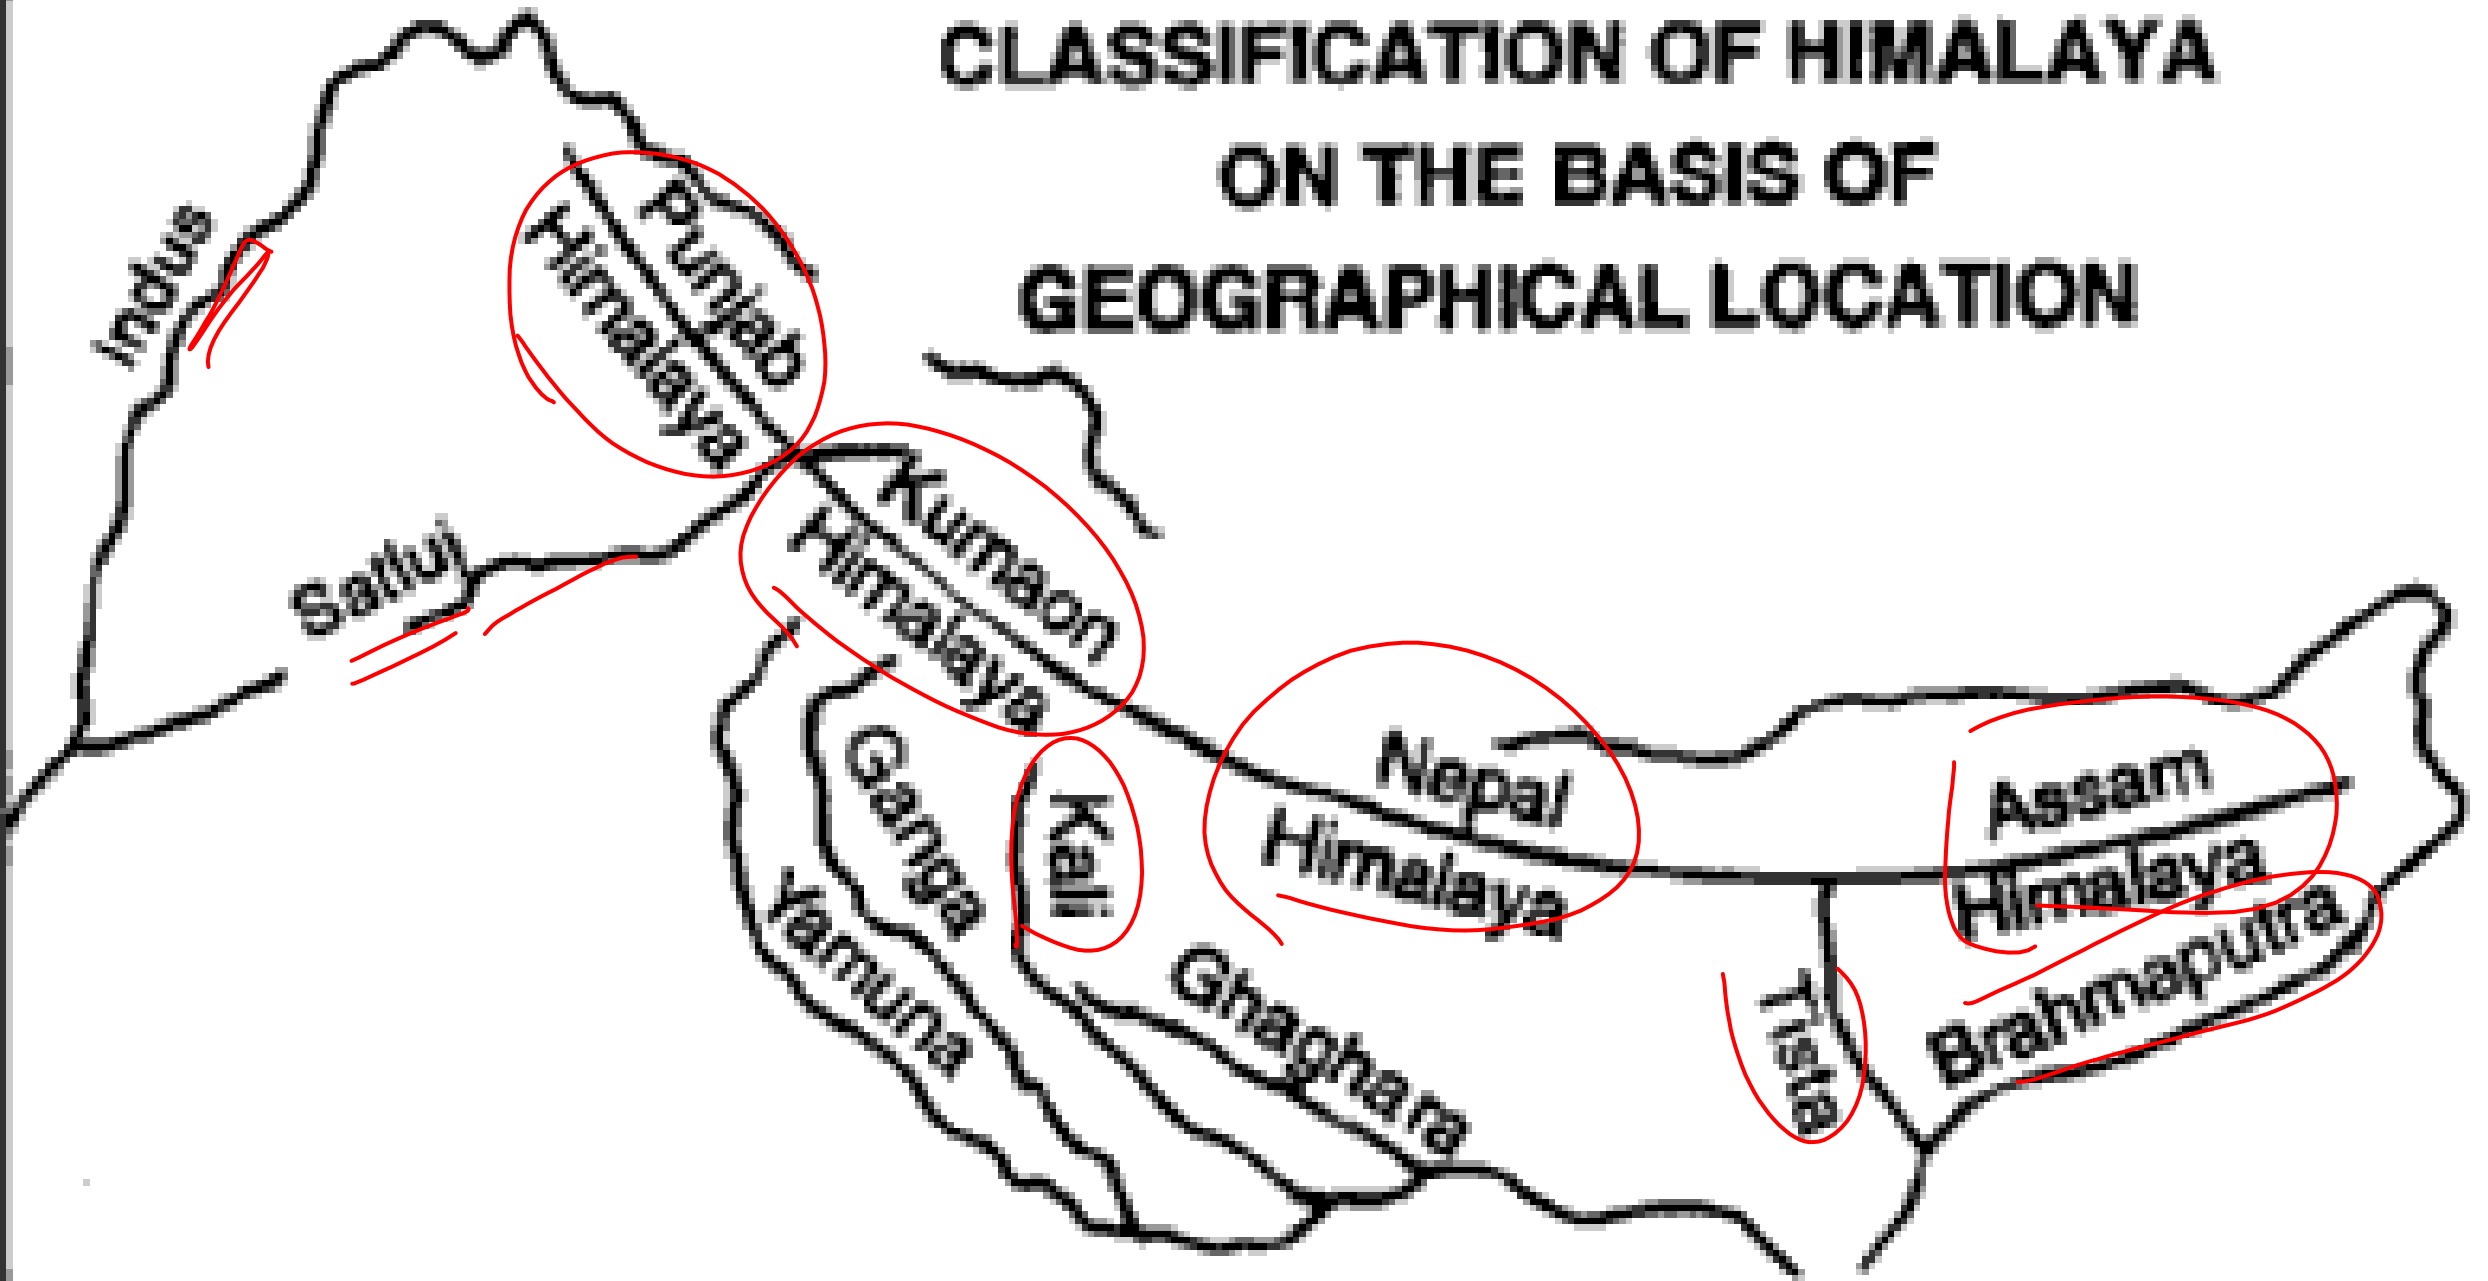 CLASSIFICATION OF HIMALAYA
ON THE BASIS OF
GEOGRAPHICAL LOCATION
Indus
Punjab
Himalaya
Satluj
Kumaon
Himalaya
Ganga
Yamuna
Kali
Nepal
Himalaya
Ghaghara
Tista
Assam
Himalaya
Brahmaputra